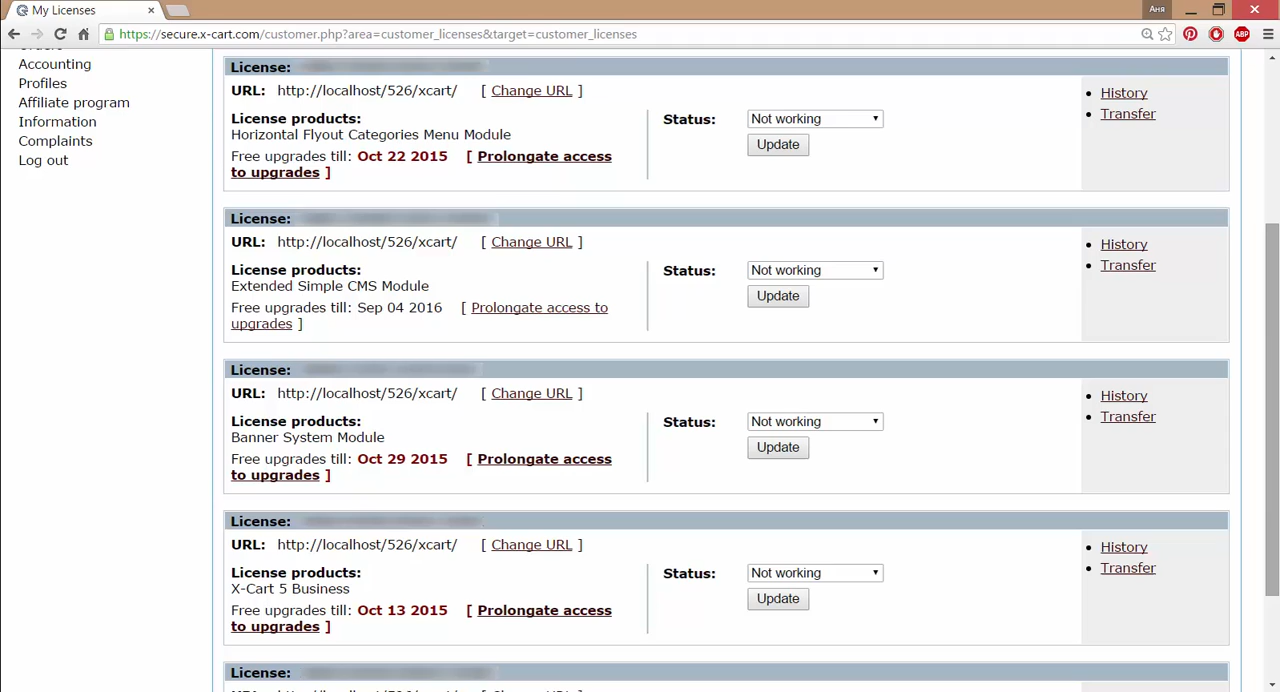 My Licenses
Аня
https://secure.x-cart.com/customer.php?area=customer_licenses&target=customer_licenses
ABP
Accounting
Profiles
Affiliate program
Information
Complaints
Log out
License:
URL: http://localhost/526/xcart/ [ Change URL ]
License products:
Horizontal Flyout Categories Menu Module
Free upgrades till: Oct 22 2015 [ Prolongate access
to upgrades ]
Status: Not working
Update
History
Transfer
License:
URL: http://localhost/526/xcart/ [ Change URL ]
License products:
Extended Simple CMS Module
Free upgrades till: Sep 04 2016 [ Prolongate access to
upgrades ]
Status: Not working
Update
History
Transfer
License:
URL: http://localhost/526/xcart/ [ Change URL ]
License products:
Banner System Module
Free upgrades till: Oct 29 2015 [ Prolongate access
to upgrades ]
Status: Not working
Update
History
Transfer
License:
URL: http://localhost/526/xcart/ [ Change URL ]
License products:
X-Cart 5 Business
Free upgrades till: Oct 13 2015 [ Prolongate access
to upgrades ]
Status: Not working
Update
History
Transfer
License: